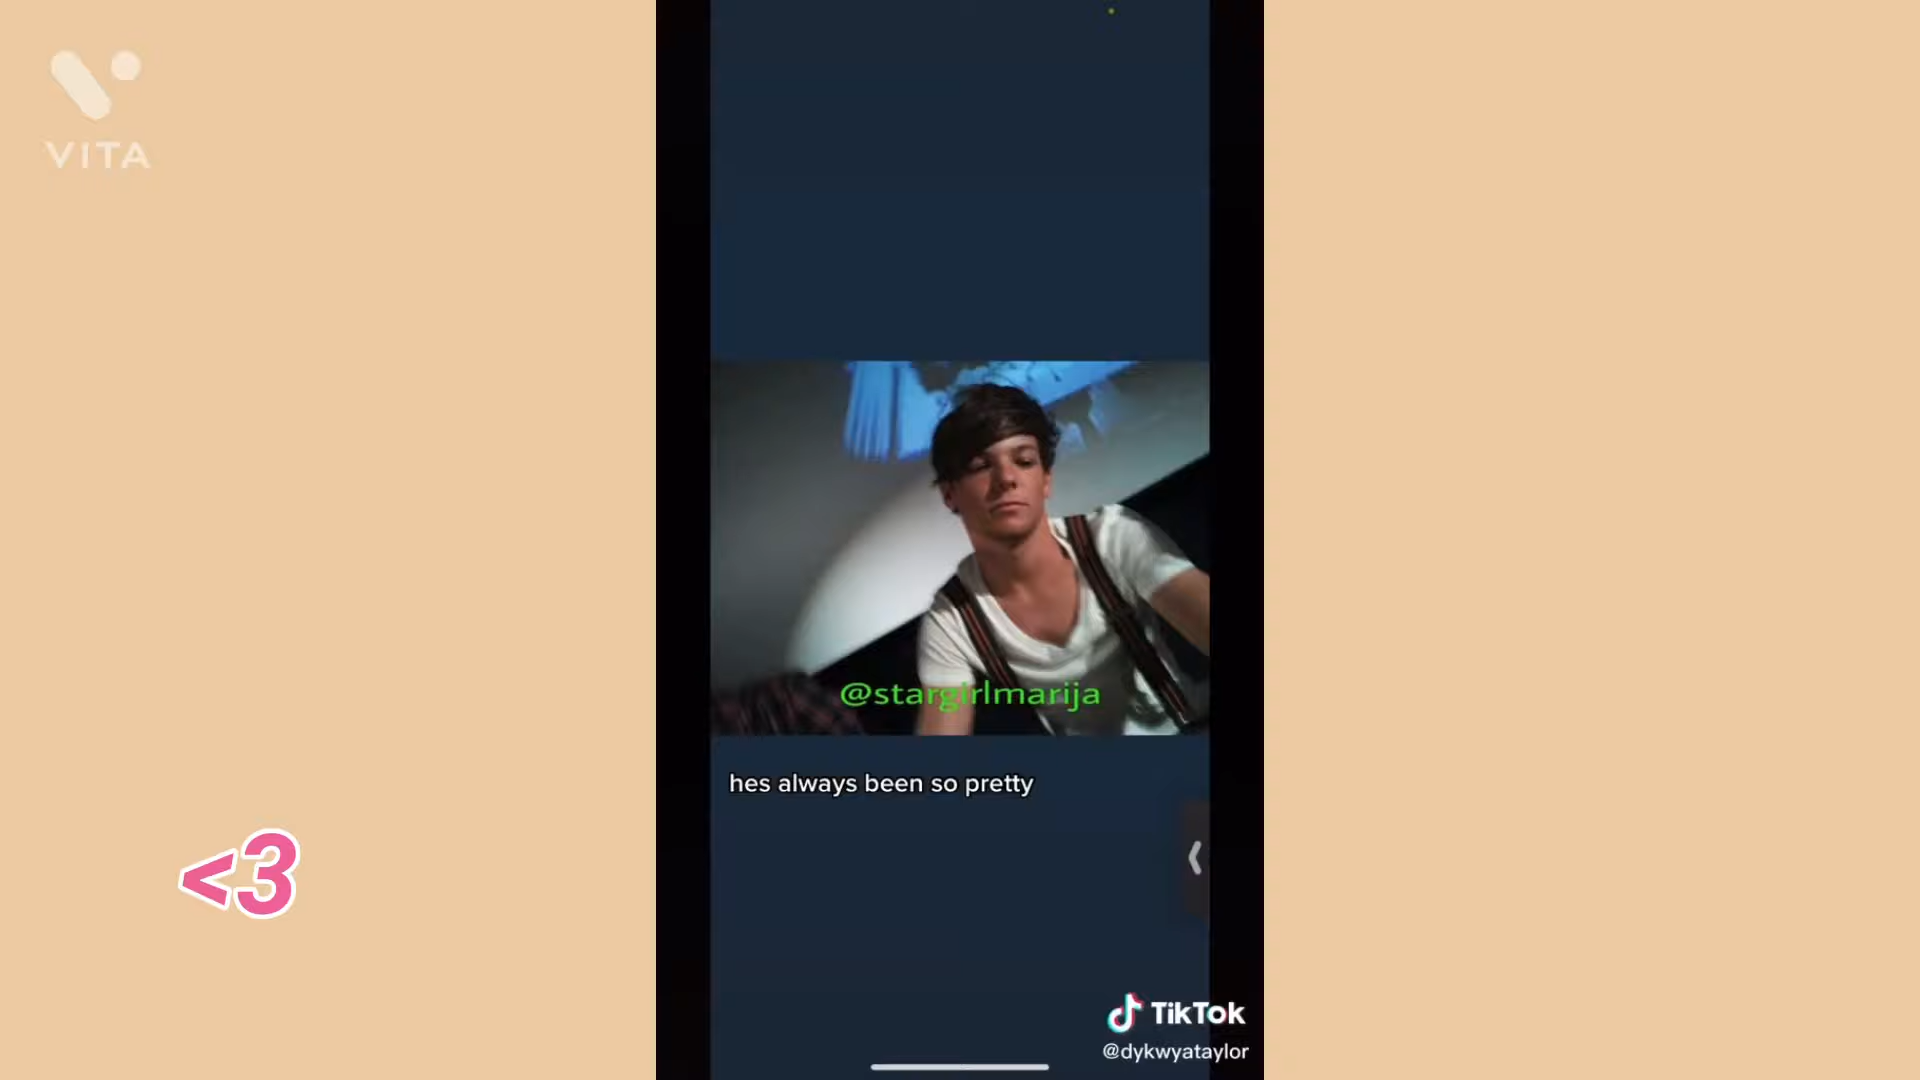 VITA
@stargirlmarija
hes always been so pretty
<3
TikTok
@dykwyataylor